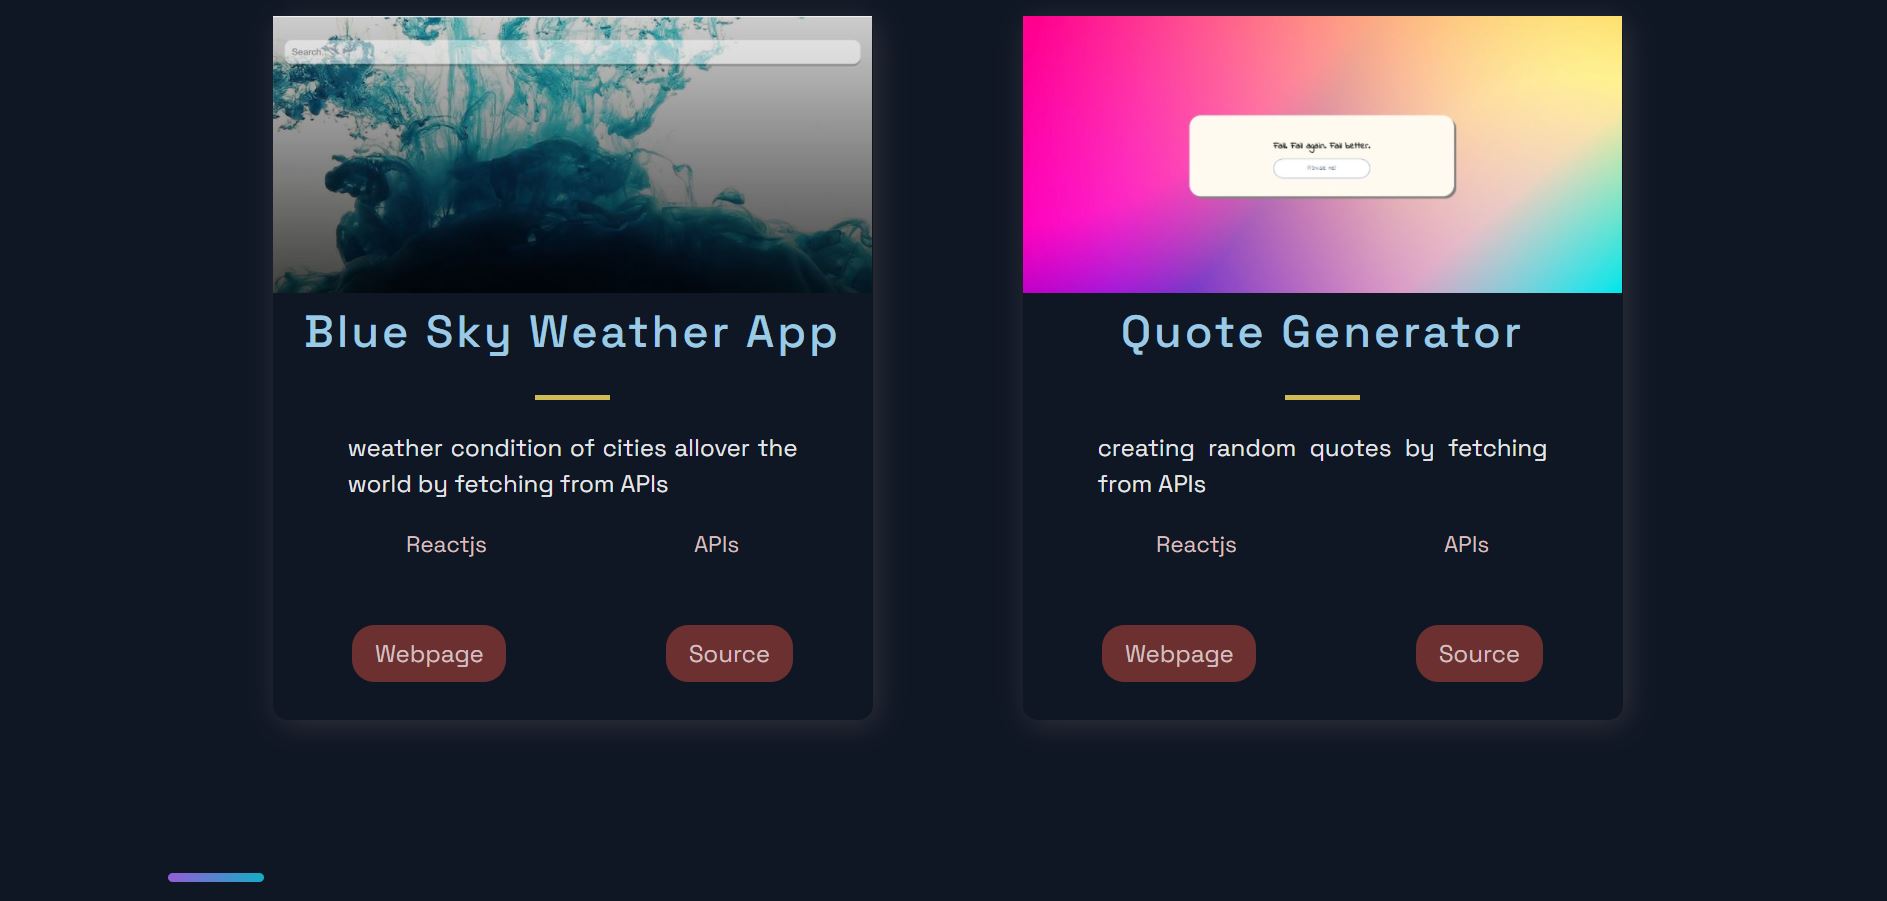 Search...
Fail. Fail again. Fail better.
Blue Sky Weather App
Quote Generator
weather condition of cities allover the
world by fetching from APIs
creating random quotes by fetching
from APIs
Reactjs APIs
Reactjs APIs
Webpage Source
Webpage Source